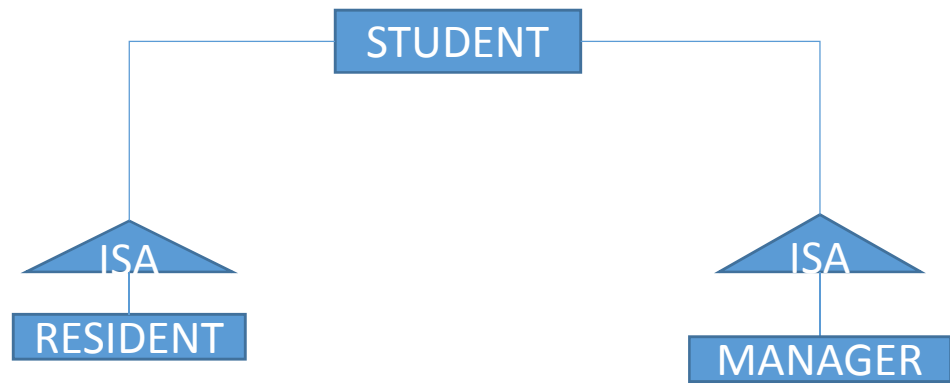 STUDENT
ISA
ISA
RESIDENT
MANAGER